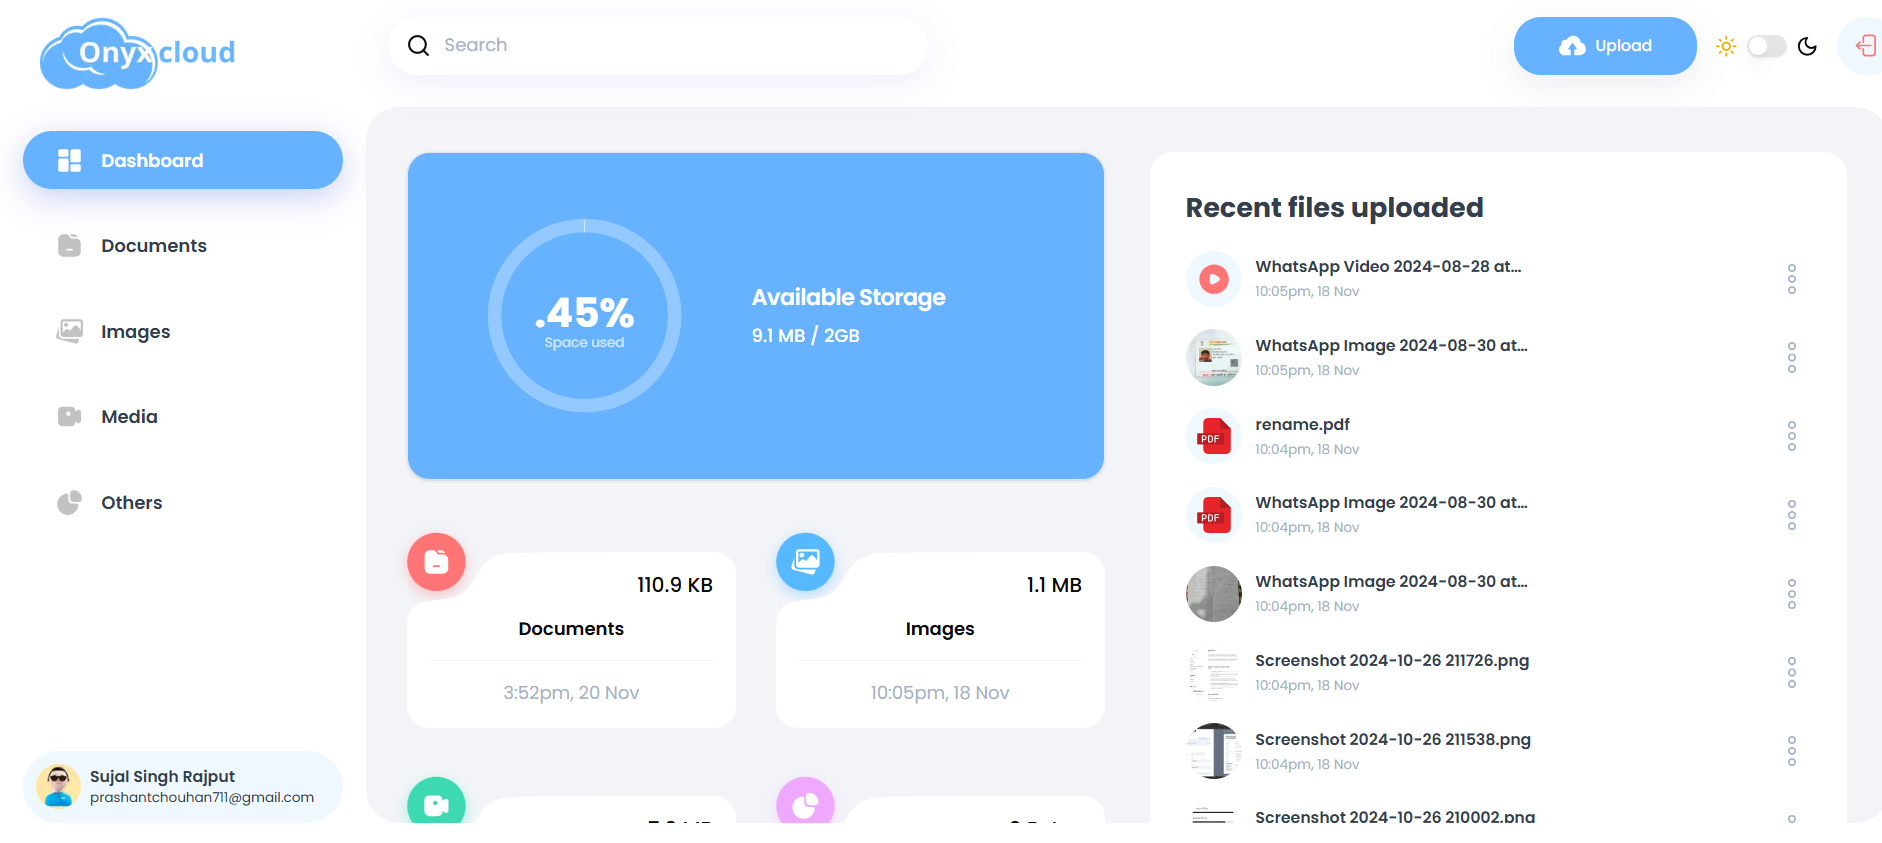 Onyx cloud
Search
Upload
Dashboard
Documents
Images
Media
Others
Sujal Singh Rajput
prashantchouhan711@gmail.com
.45%
Space used
Available Storage
9.1 MB / 2GB
110.9 KB
Documents
3:52pm, 20 Nov
1.1 MB
Images
10:05pm, 18 Nov
Recent files uploaded
WhatsApp Video 2024-08-28 at...
10:05pm, 18 Nov
WhatsApp Image 2024-08-30 at...
10:05pm, 18 Nov
PDF
rename.pdf
10:04pm, 18 Nov
PDF
WhatsApp Image 2024-08-30 at...
10:04pm, 18 Nov
WhatsApp Image 2024-08-30 at...
10:04pm, 18 Nov
Screenshot 2024-10-26 211726.png
10:04pm, 18 Nov
Screenshot 2024-10-26 211538.png
10:04pm, 18 Nov
Screenshot 2024-10-26 210002.png